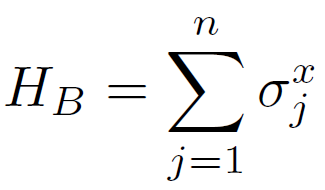 $H_B = \sum_{j=1}^{n} \sigma_j^x$